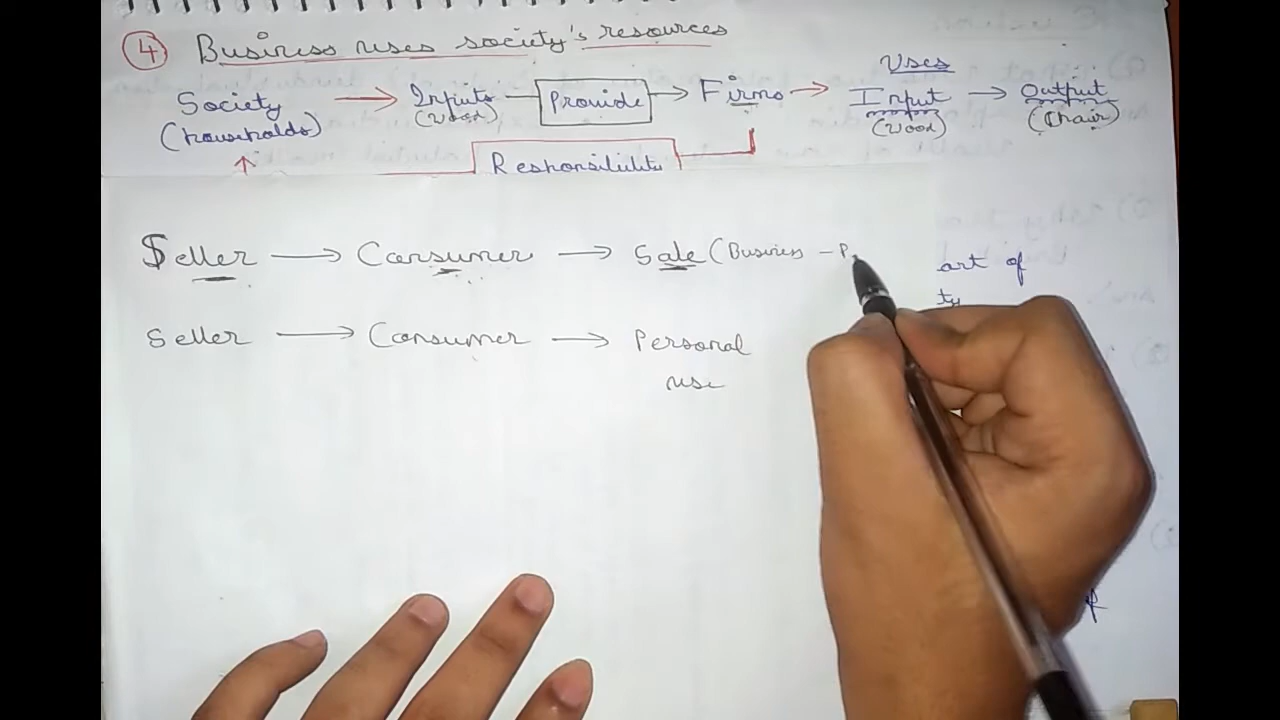 ④ Business uses society's resources
Uses
Society → Inputs — Provide → Firms → Input → Output
(households) (Wood) (Wood) (Chair)
Responsibility
Seller → Consumer → Sale (Business – P
art of
ty
Seller → Consumer → Personal
use